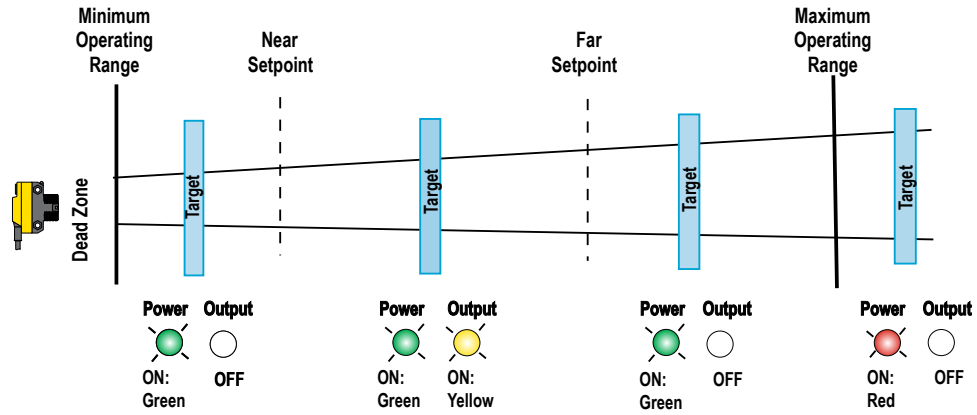 Minimum
Operating
Range
Near
Setpoint
Far
Setpoint
Maximum
Operating
Range
Dead Zone
Target
Target
Target
Target
Power Output
ON:
Green
OFF
Power Output
ON:
Green
ON:
Yellow
Power Output
ON:
Green
OFF
Power Output
ON:
Red
OFF